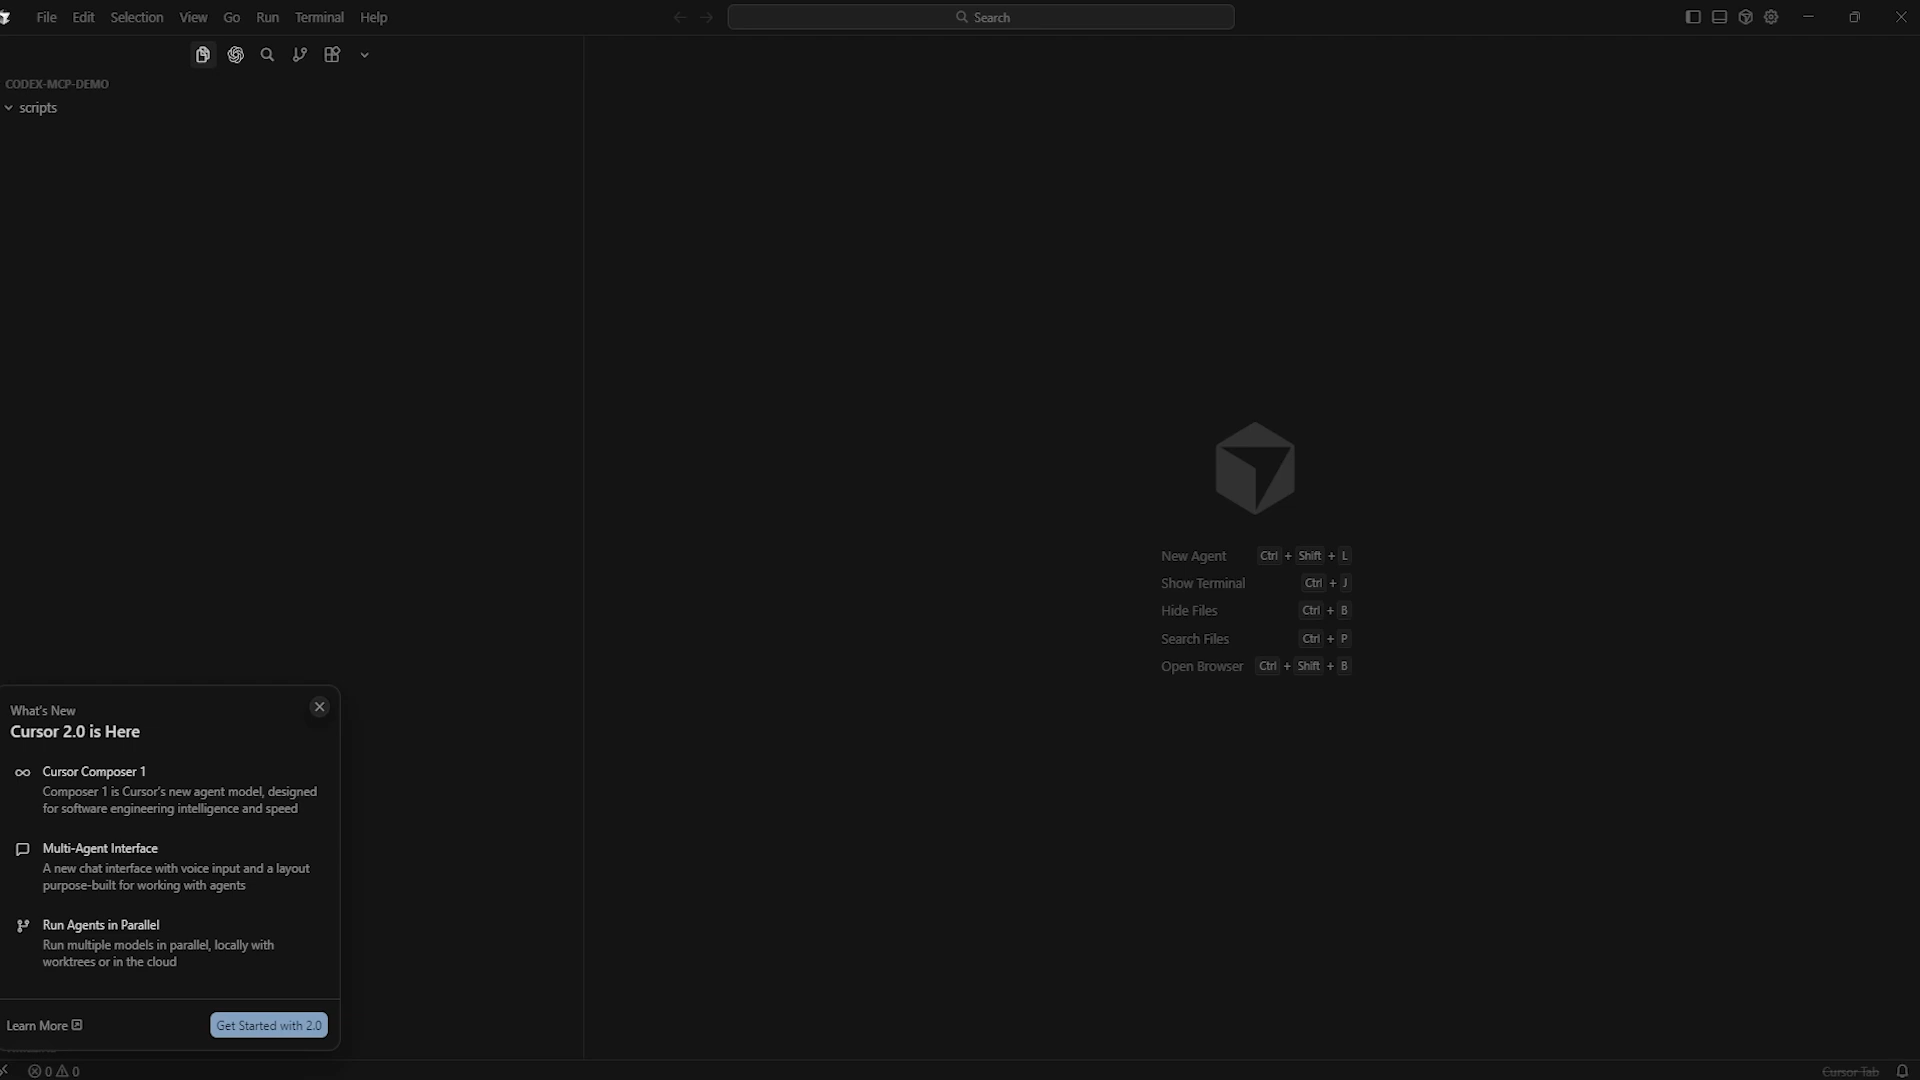 File Edit Selection View Go Run Terminal Help
Search
CODEX-MCP-DEMO
scripts
New Agent Ctrl + Shift + L
Show Terminal Ctrl + J
Hide Files Ctrl + B
Search Files Ctrl + P
Open Browser Ctrl + Shift + B
What's New
Cursor 2.0 is Here
Cursor Composer 1
Composer 1 is Cursor's new agent model, designed
for software engineering intelligence and speed
Multi-Agent Interface
A new chat interface with voice input and a layout
purpose-built for working with agents
Run Agents in Parallel
Run multiple models in parallel, locally with
worktrees or in the cloud
Learn More
Get Started with 2.0
0 0
Cursor Tab